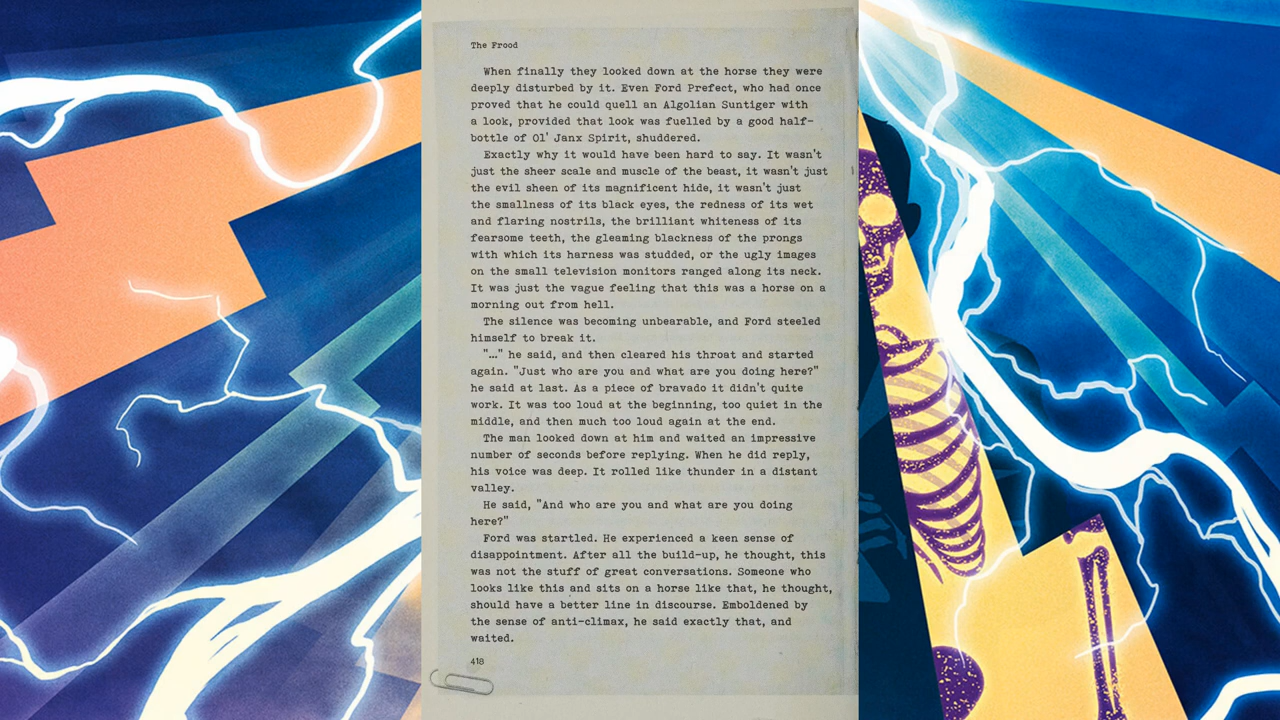 The Frood
When finally they looked down at the horse they were
deeply disturbed by it. Even Ford Prefect, who had once
proved that he could quell an Algolian Suntiger with
a look, provided that look was fuelled by a good half-
bottle of Ol' Janx Spirit, shuddered.
Exactly why it would have been hard to say. It wasn't
just the sheer scale and muscle of the beast, it wasn't just
the evil sheen of its magnificent hide, it wasn't just
the smallness of its black eyes, the redness of its wet
and flaring nostrils, the brilliant whiteness of its
fearsome teeth, the gleaming blackness of the prongs
with which its harness was studded, or the ugly images
on the small television monitors ranged along its neck.
It was just the vague feeling that this was a horse on a
morning out from hell.
The silence was becoming unbearable, and Ford steeled
himself to break it.
"…" he said, and then cleared his throat and started
again. "Just who are you and what are you doing here?"
he said at last. As a piece of bravado it didn't quite
work. It was too loud at the beginning, too quiet in the
middle, and then much too loud again at the end.
The man looked down at him and waited an impressive
number of seconds before replying. When he did reply,
his voice was deep. It rolled like thunder in a distant
valley.
He said, "And who are you and what are you doing
here?"
Ford was startled. He experienced a keen sense of
disappointment. After all the build-up, he thought, this
was not the stuff of great conversations. Someone who
looks like this and sits on a horse like that, he thought,
should have a better line in discourse. Emboldened by
the sense of anti-climax, he said exactly that, and
waited.
418